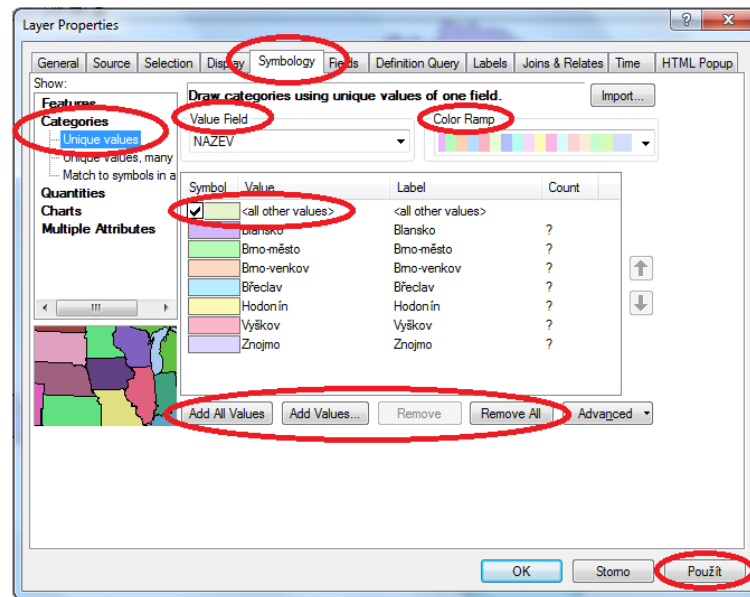 Layer Properties
? X
General Source Selection Display Symbology Fields Definition Query Labels Joins & Relates Time HTML Popup
Show:
Features
Categories
Unique values
Unique values, many
Match to symbols in a
Quantities
Charts
Multiple Attributes
Draw categories using unique values of one field.
Import...
Value Field
NAZEV
Color Ramp
Symbol Value Label Count
<all other values> <all other values>
Blansko Blansko ?
Brno-město Brno-město ?
Brno-venkov Brno-venkov ?
Břeclav Břeclav ?
Hodonín Hodonín ?
Vyškov Vyškov ?
Znojmo Znojmo ?
Add All Values Add Values... Remove Remove All Advanced
OK Storno Použít